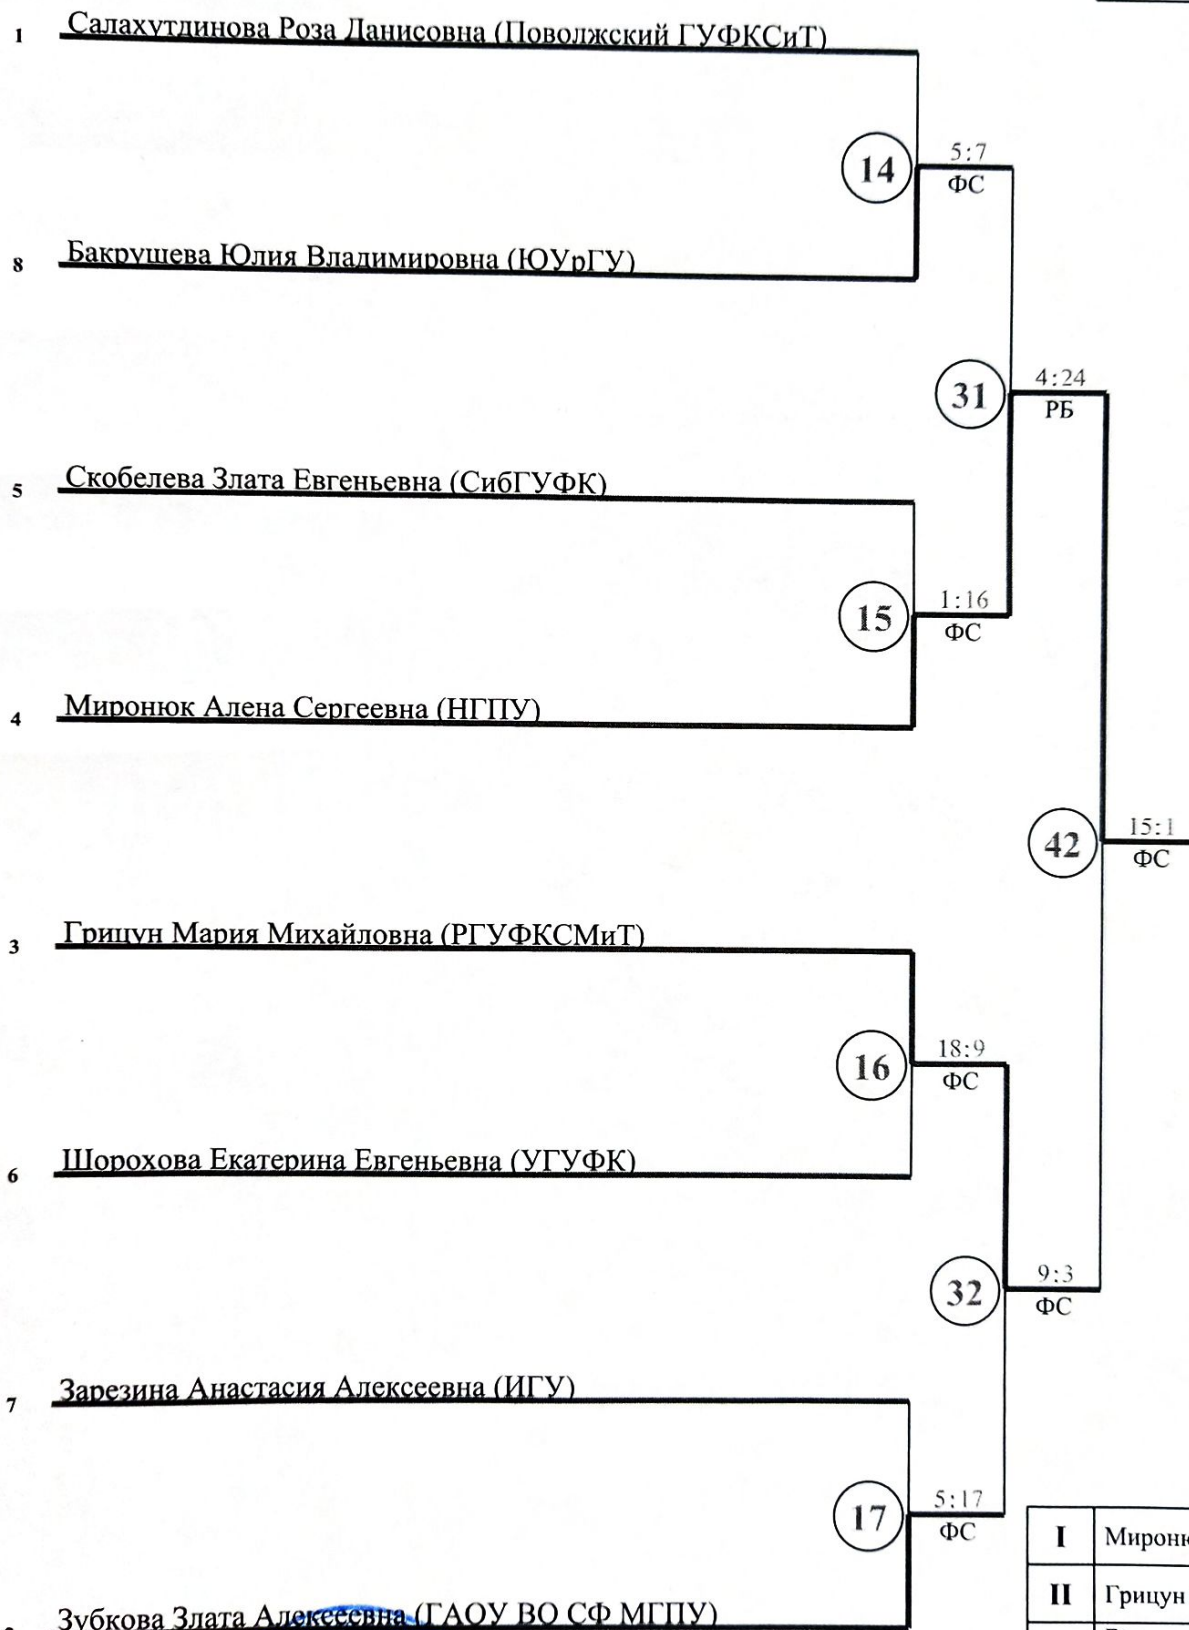 1 Салахутдинова Роза Данисовна (Поволжский ГУФКСиТ)
14 5:7
ФС
8 Бакрушева Юлия Владимировна (ЮУрГУ)
31 4:24
РБ
5 Скобелева Злата Евгеньевна (СибГУФК)
15 1:16
ФС
4 Миронюк Алена Сергеевна (НГПУ)
42 15:1
ФС
3 Грицун Мария Михайловна (РГУФКСМиТ)
16 18:9
ФС
6 Шорохова Екатерина Евгеньевна (УГУФК)
32 9:3
ФС
7 Зарезина Анастасия Алексеевна (ИГУ)
17 5:17
ФС
I Миронк
II Грицун
Зубкова Злата Алексеевна (ГАОУ ВО СФ МГПУ)